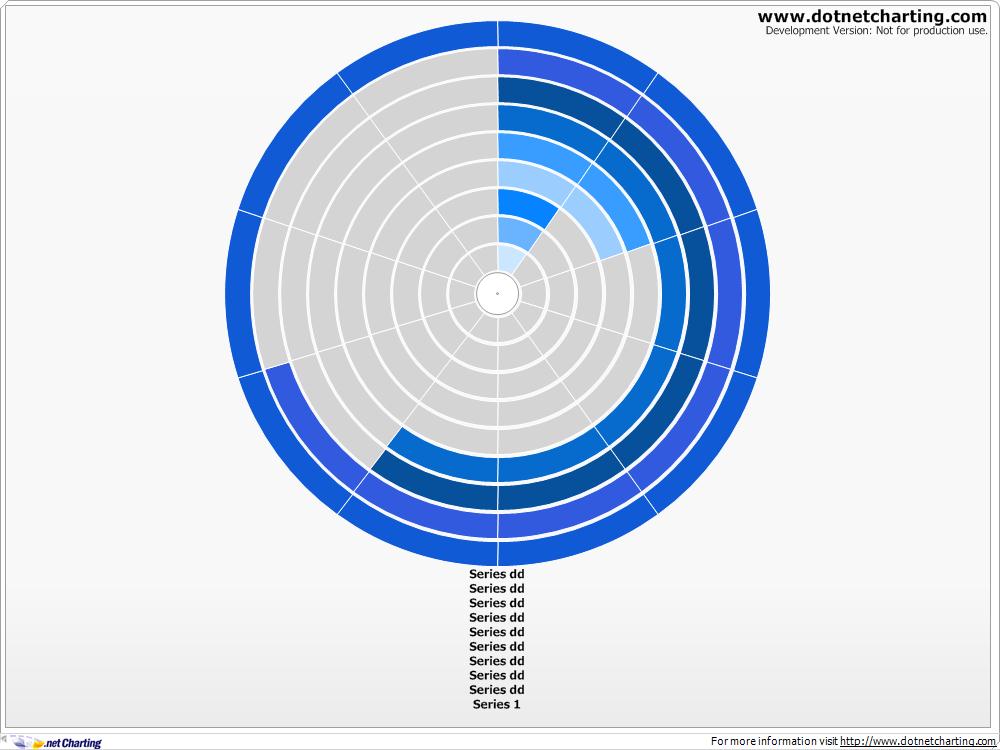 www.dotnetcharting.com
Development Version: Not for production use.
Series dd
Series dd
Series dd
Series dd
Series dd
Series dd
Series dd
Series dd
Series dd
Series 1
.net Charting
For more information visit http://www.dotnetcharting.com